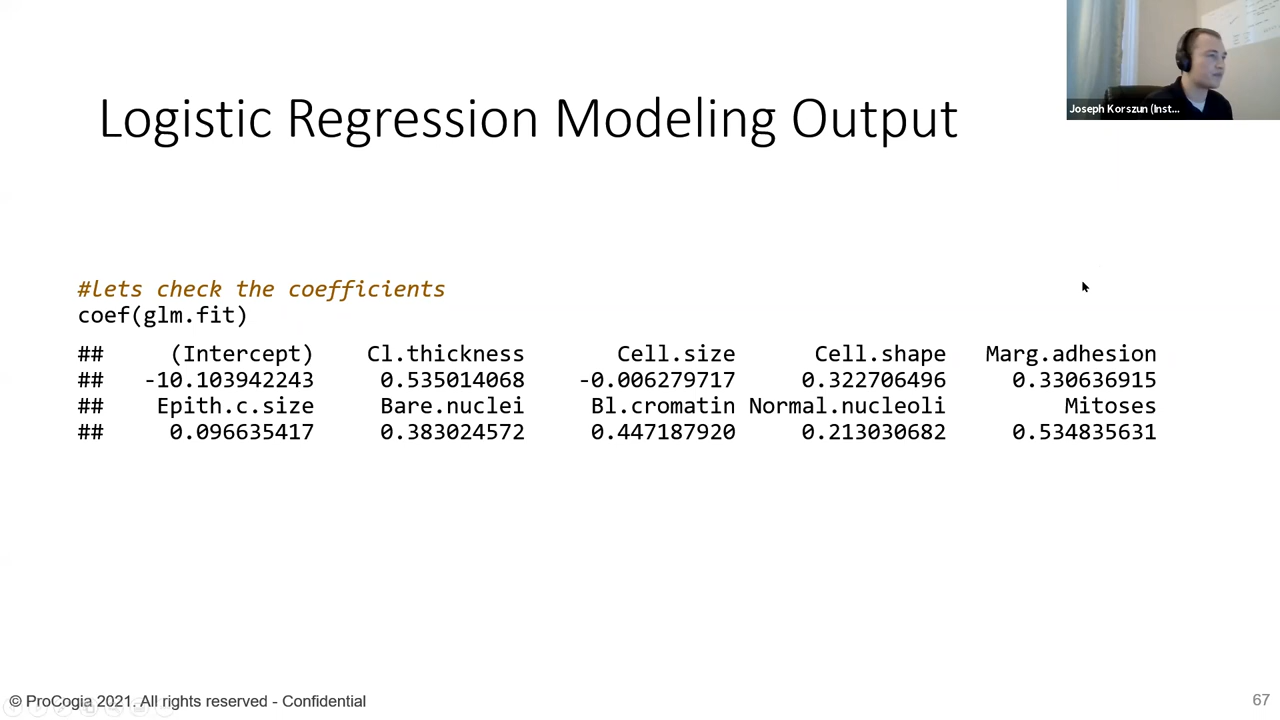 Joseph Korszun (Inst...
Logistic Regression Modeling Output
#lets check the coefficients
coef(glm.fit)
## (Intercept) Cl.thickness Cell.size Cell.shape Marg.adhesion
## -10.103942243 0.535014068 -0.006279717 0.322706496 0.330636915
## Epith.c.size Bare.nuclei Bl.cromatin Normal.nucleoli Mitoses
## 0.096635417 0.383024572 0.447187920 0.213030682 0.534835631
© ProCogia 2021. All rights reserved - Confidential
67